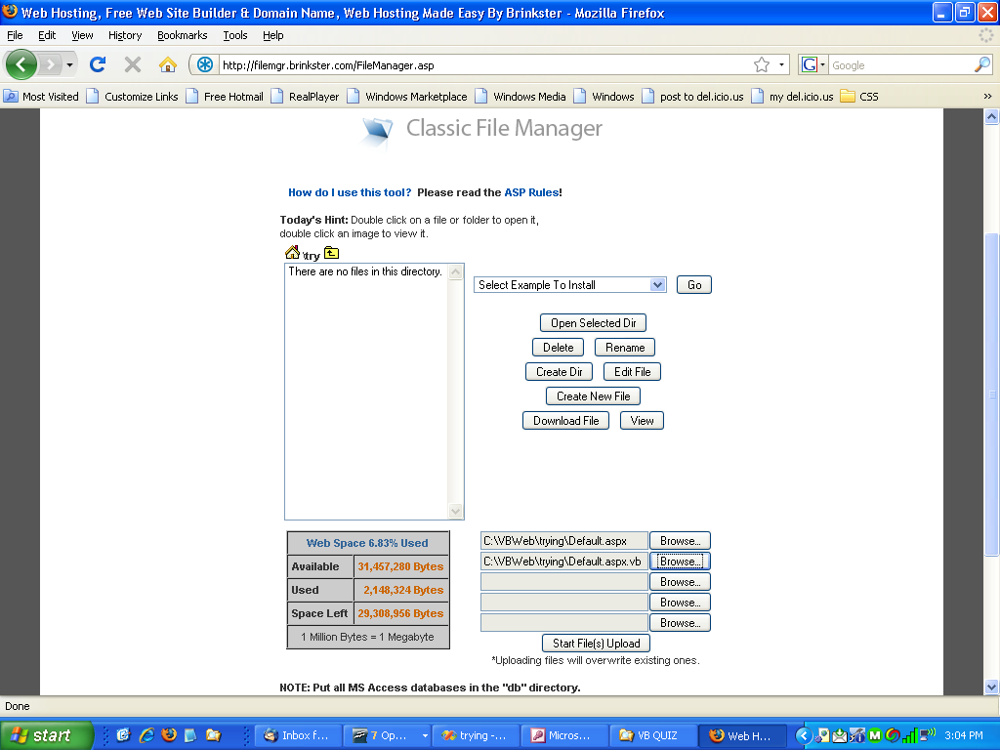 Web Hosting, Free Web Site Builder & Domain Name, Web Hosting Made Easy By Brinkster - Mozilla Firefox
File Edit View History Bookmarks Tools Help
http://filemgr.brinkster.com/FileManager.asp
G Google
Most Visited Customize Links Free Hotmail RealPlayer Windows Marketplace Windows Media Windows post to del.icio.us my del.icio.us CSS »
Classic File Manager
How do I use this tool? Please read the ASP Rules!
Today's Hint: Double click on a file or folder to open it,
double click an image to view it.
\try
There are no files in this directory.
Select Example To Install Go
Open Selected Dir
Delete Rename
Create Dir Edit File
Create New File
Download File View
Web Space 6.83% Used
Available 31,457,280 Bytes
Used 2,148,324 Bytes
Space Left 29,308,956 Bytes
1 Million Bytes = 1 Megabyte
C:\VBWeb\trying\Default.aspx Browse...
C:\VBWeb\trying\Default.aspx.vb Browse...
Browse...
Browse...
Browse...
Start File(s) Upload
*Uploading files will overwrite existing ones.
NOTE: Put all MS Access databases in the "db" directory.
Done
start Inbox f... 7 Op... trying -... Micros... VB QUIZ Web H... 3:04 PM